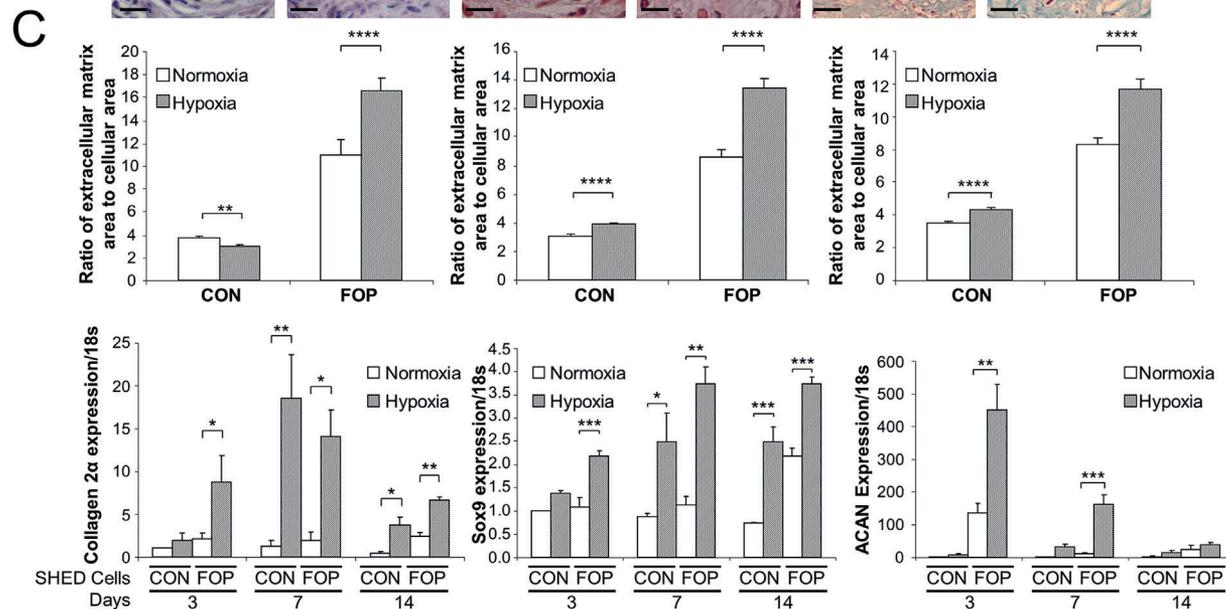 C
Ratio of extracellular matrix
area to cellular area
20
18
16
14
12
10
8
6
4
2
0
Normoxia
Hypoxia
**
****
CON
FOP
Ratio of extracellular matrix
area to cellular area
16
14
12
10
8
6
4
2
0
Normoxia
Hypoxia
****
****
CON
FOP
Ratio of extracellular matrix
area to cellular area
14
12
10
8
6
4
2
0
Normoxia
Hypoxia
****
****
CON
FOP
Collagen 2α expression/18s
25
20
15
10
5
0
Normoxia
Hypoxia
*
**
*
*
**
SHED Cells CON FOP CON FOP CON FOP
Days 3 7 14
Sox9 expression/18s
4.5
4.0
3.5
3.0
2.5
2.0
1.5
1.0
0.5
0.0
Normoxia
Hypoxia
***
*
**
***
***
CON FOP CON FOP CON FOP
3 7 14
ACAN Expression/18s
600
500
400
300
200
100
0
Normoxia
Hypoxia
**
***
CON FOP CON FOP CON FOP
3 7 14